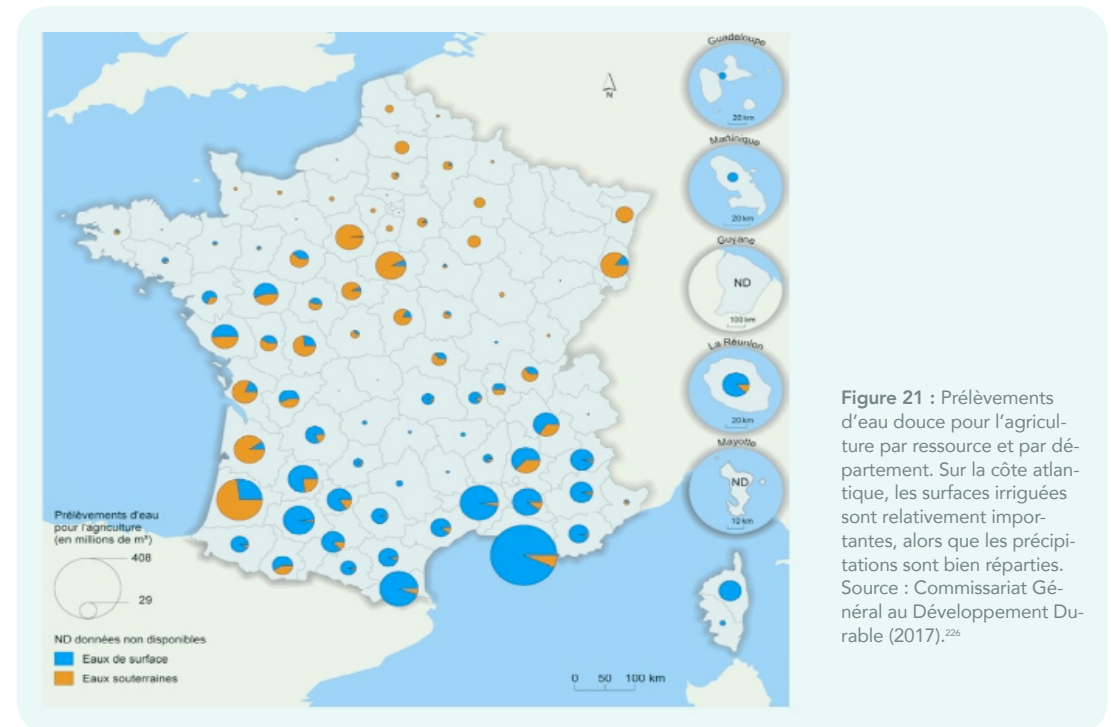 Guadeloupe
20 km
Martinique
20 km
Guyane
ND
100 km
La Réunion
20 km
Mayotte
ND
12 km
N
Prélèvements d'eau
pour l'agriculture
(en millions de m³)
408
29
ND données non disponibles
Eaux de surface
Eaux souterraines
0 50 100 km
Figure 21 : Prélèvements
d'eau douce pour l'agricul-
ture par ressource et par dé-
partement. Sur la côte atlan-
tique, les surfaces irriguées
sont relativement impor-
tantes, alors que les précipi-
tations sont bien réparties.
Source : Commissariat Gé-
néral au Développement Du-
rable (2017).²²⁶